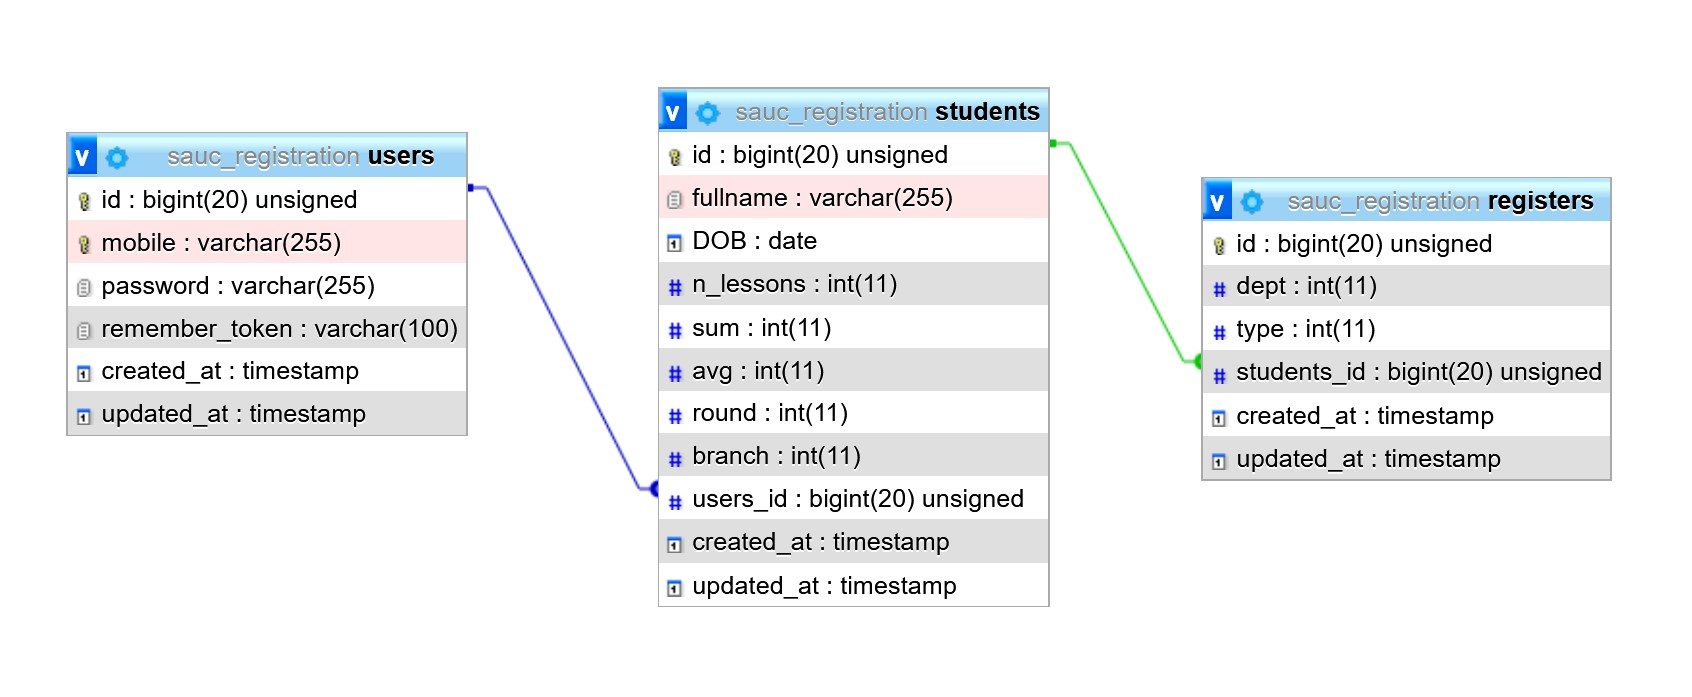 v sauc_registration users
id : bigint(20) unsigned
mobile : varchar(255)
password : varchar(255)
remember_token : varchar(100)
created_at : timestamp
updated_at : timestamp
v sauc_registration students
id : bigint(20) unsigned
fullname : varchar(255)
DOB : date
# n_lessons : int(11)
# sum : int(11)
# avg : int(11)
# round : int(11)
# branch : int(11)
# users_id : bigint(20) unsigned
created_at : timestamp
updated_at : timestamp
v sauc_registration registers
id : bigint(20) unsigned
# dept : int(11)
# type : int(11)
# students_id : bigint(20) unsigned
created_at : timestamp
updated_at : timestamp